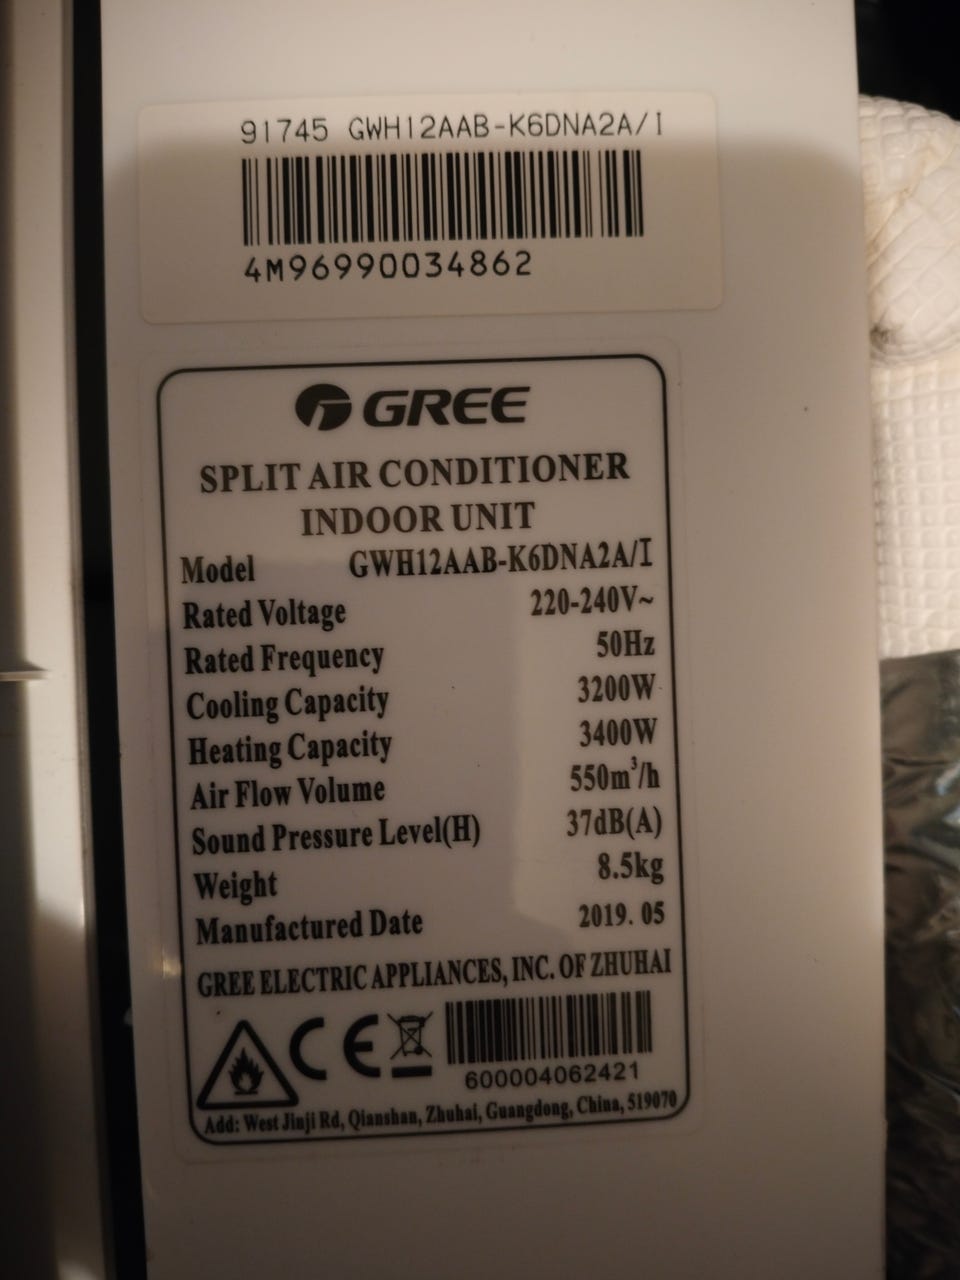 91745 GWH12AAB-K6DNA2A/I
4M96990034862
GREE
SPLIT AIR CONDITIONER
INDOOR UNIT
Model GWH12AAB-K6DNA2A/I
Rated Voltage 220-240V~
Rated Frequency 50Hz
Cooling Capacity 3200W
Heating Capacity 3400W
Air Flow Volume 550m³/h
Sound Pressure Level(H) 37dB(A)
Weight 8.5kg
Manufactured Date 2019. 05
GREE ELECTRIC APPLIANCES, INC. OF ZHUHAI
CE
600004062421
Add: West Jinji Rd, Qianshan, Zhuhai, Guangdong, China, 519070